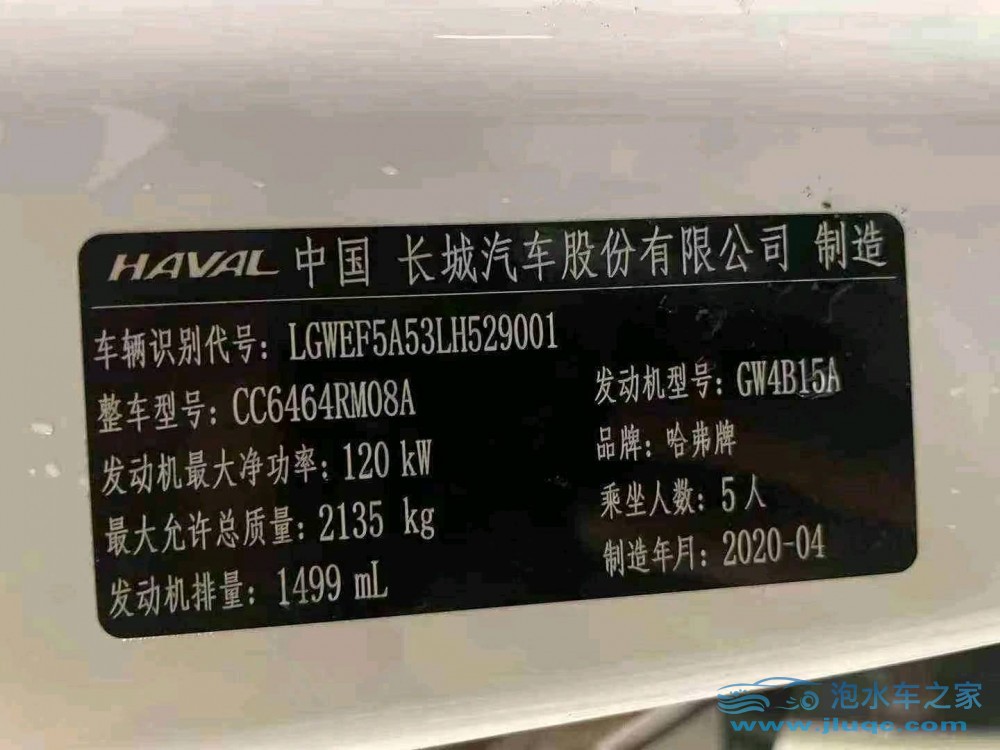 HAVAL 中国 长城汽车股份有限公司 制造
车辆识别代号: LGWEF5A53LH529001
整车型号: CC6464RM08A
发动机型号: GW4B15A
发动机最大净功率: 120 kW
品牌: 哈弗牌
最大允许总质量: 2135 kg
乘坐人数: 5 人
发动机排量: 1499 mL
制造年月: 2020-04
泡水车之家
www.jluqc.com